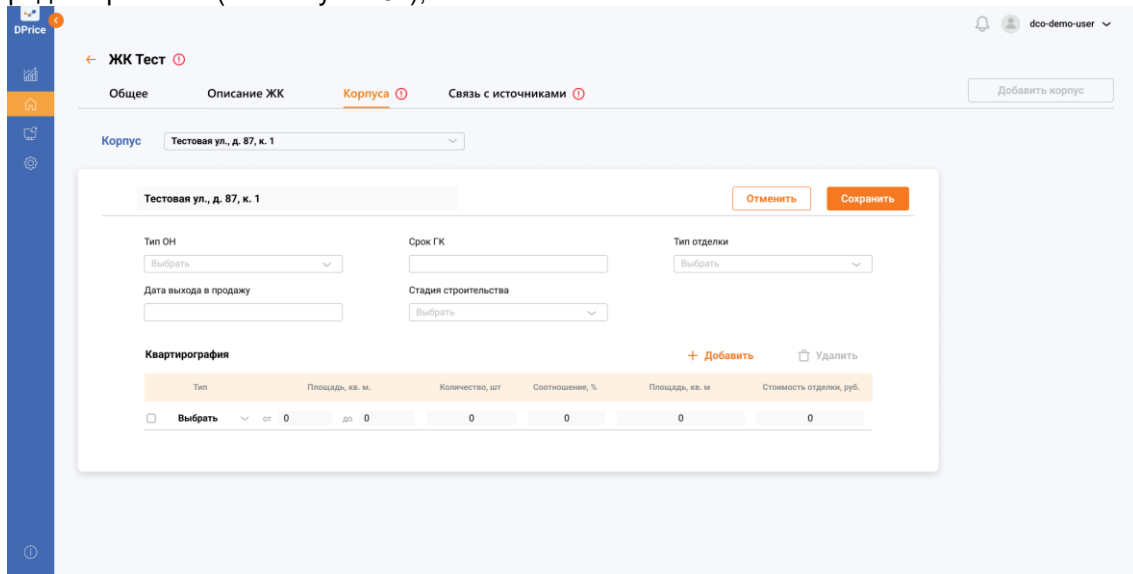 DPrice
dco-demo-user
ЖК Тест
Общее Описание ЖК Корпуса Связь с источниками Добавить корпус
Корпус Тестовая ул., д. 87, к. 1
Тестовая ул., д. 87, к. 1 Отменить Сохранить
Тип ОН Срок ГК Тип отделки
Выбрать Выбрать
Дата выхода в продажу Стадия строительства
Выбрать
Квартирография + Добавить Удалить
Тип Площадь, кв. м. Количество, шт Соотношение, % Площадь, кв. м Стоимость отделки, руб.
Выбрать от 0 до 0 0 0 0 0